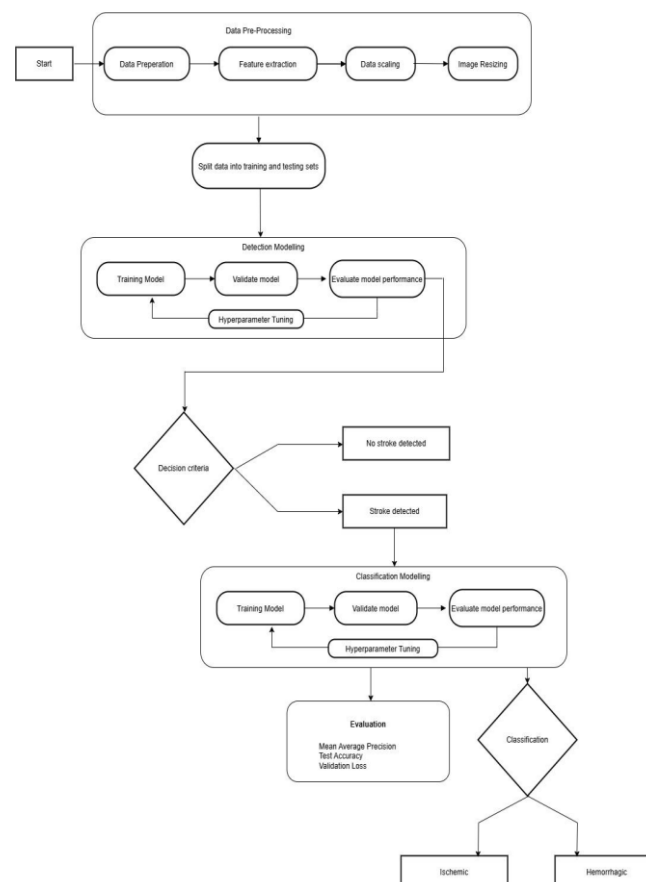 Data Pre-Processing
Start
Data Preperation
Feature extraction
Data scaling
Image Resizing
Split data into training and testing sets
Detection Modelling
Training Model
Validate model
Evaluate model performance
Hyperparameter Tuning
Decision criteria
No stroke detected
Stroke detected
Classification Modelling
Training Model
Validate model
Evaluate model performance
Hyperparameter Tuning
Evaluation
Mean Average Precision
Test Accuracy
Validation Loss
Classification
Ischemic
Hemorrhagic